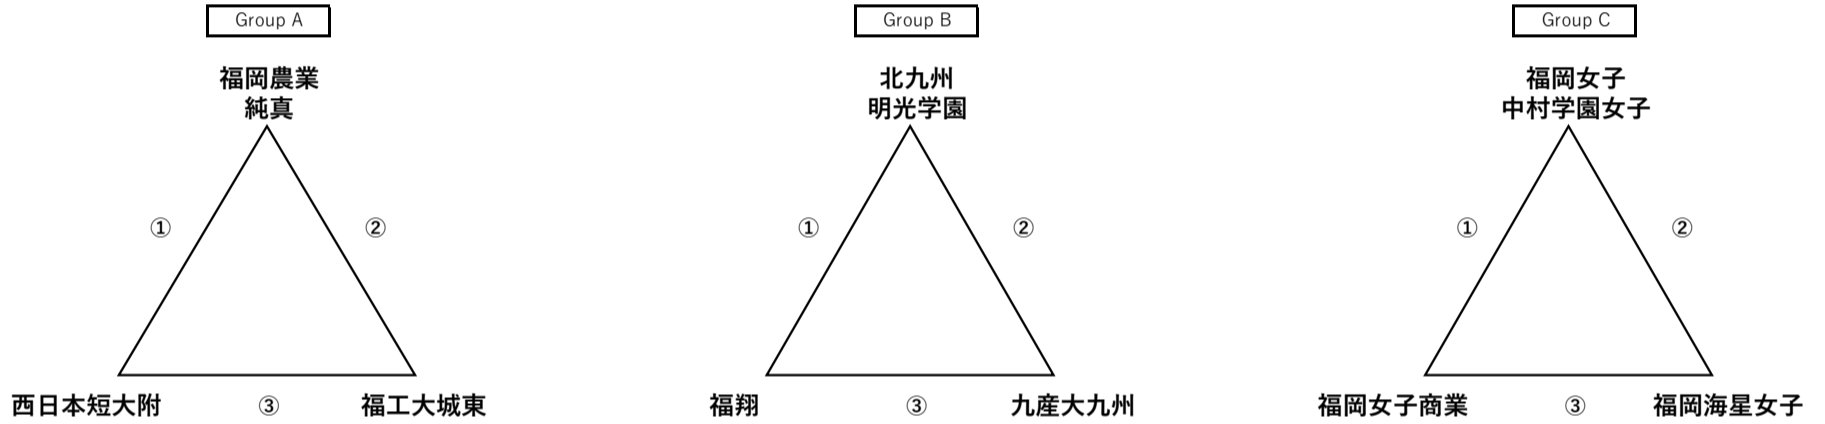 Group A
福岡農業
純真
①
②
西日本短大附
③
福工大城東
Group B
北九州
明光学園
①
②
福翔
③
九産大九州
Group C
福岡女子
中村学園女子
①
②
福岡女子商業
③
福岡海星女子